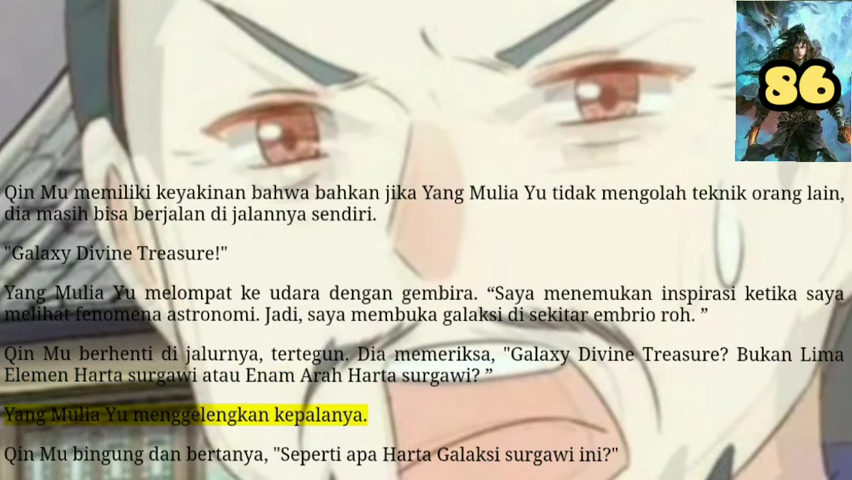 86
Qin Mu memiliki keyakinan bahwa bahkan jika Yang Mulia Yu tidak mengolah teknik orang lain,
dia masih bisa berjalan di jalannya sendiri.
"Galaxy Divine Treasure!"
Yang Mulia Yu melompat ke udara dengan gembira. “Saya menemukan inspirasi ketika saya
melihat fenomena astronomi. Jadi, saya membuka galaksi di sekitar embrio roh. ”
Qin Mu berhenti di jalurnya, tertegun. Dia memeriksa, "Galaxy Divine Treasure? Bukan Lima
Elemen Harta surgawi atau Enam Arah Harta surgawi? ”
Yang Mulia Yu menggelengkan kepalanya.
Qin Mu bingung dan bertanya, "Seperti apa Harta Galaksi surgawi ini?"